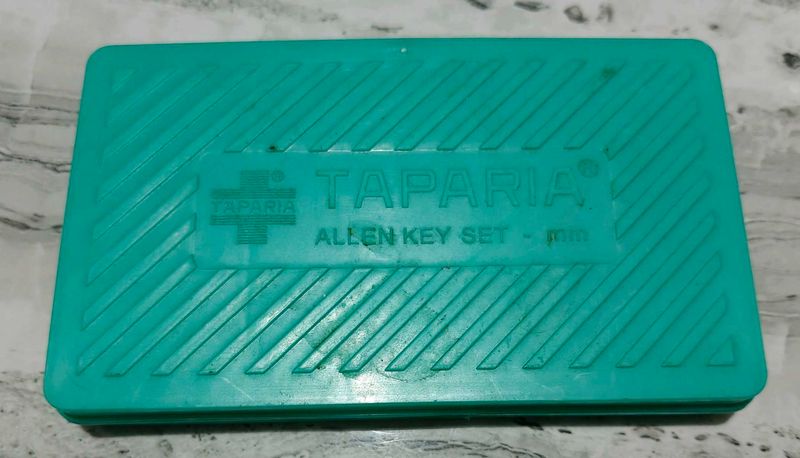 TAPARIA ®
TAPARIA®
ALLEN KEY SET - mm